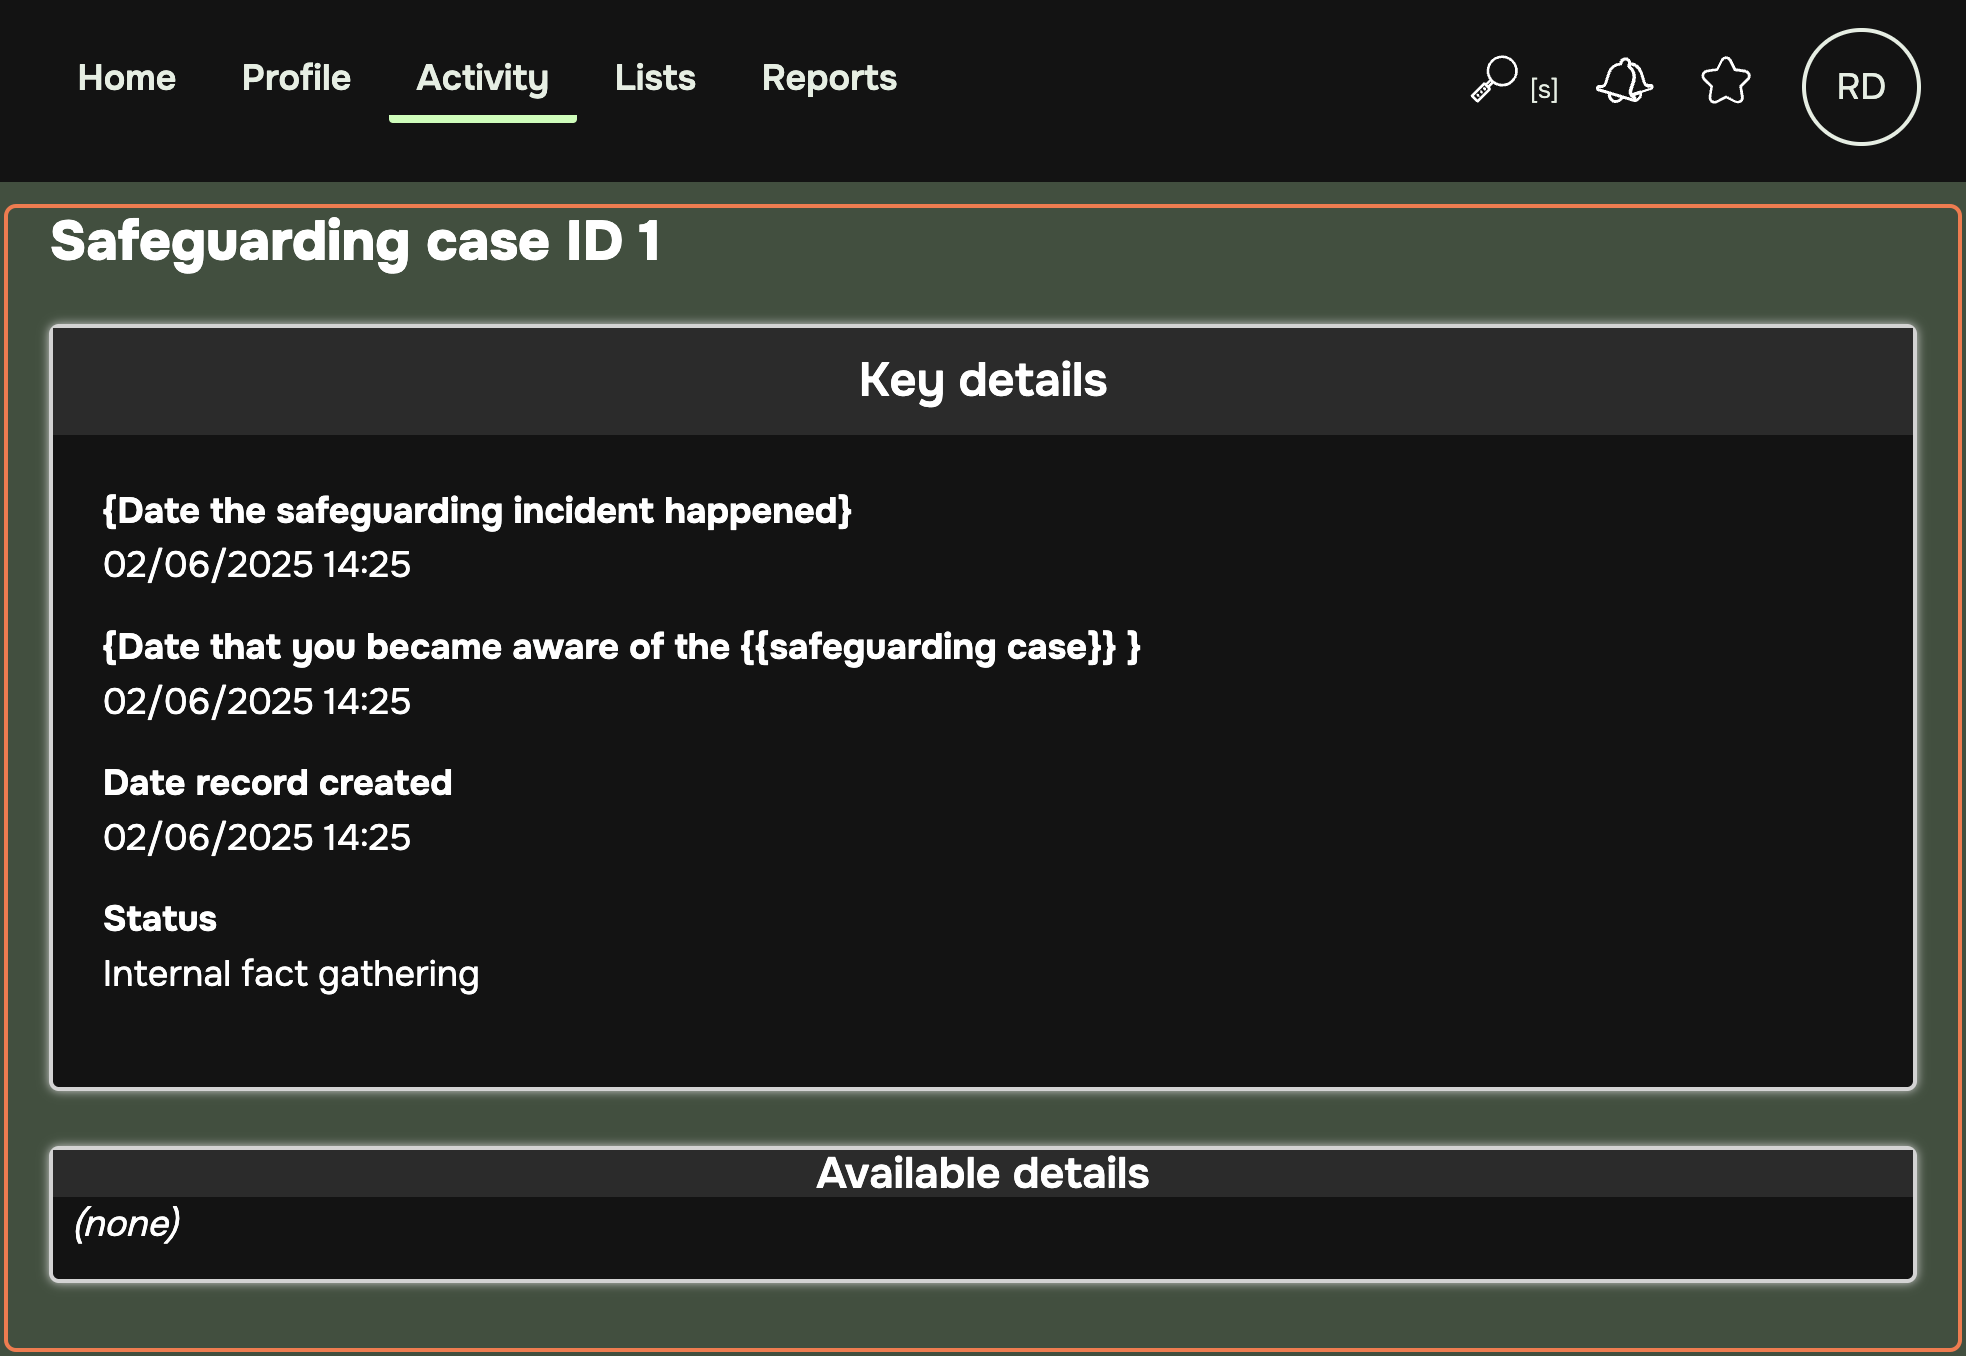 Home Profile Activity Lists Reports [s] RD
Safeguarding case ID 1
Key details
{Date the safeguarding incident happened}
02/06/2025 14:25
{Date that you became aware of the {{safeguarding case}} }
02/06/2025 14:25
Date record created
02/06/2025 14:25
Status
Internal fact gathering
Available details
(none)